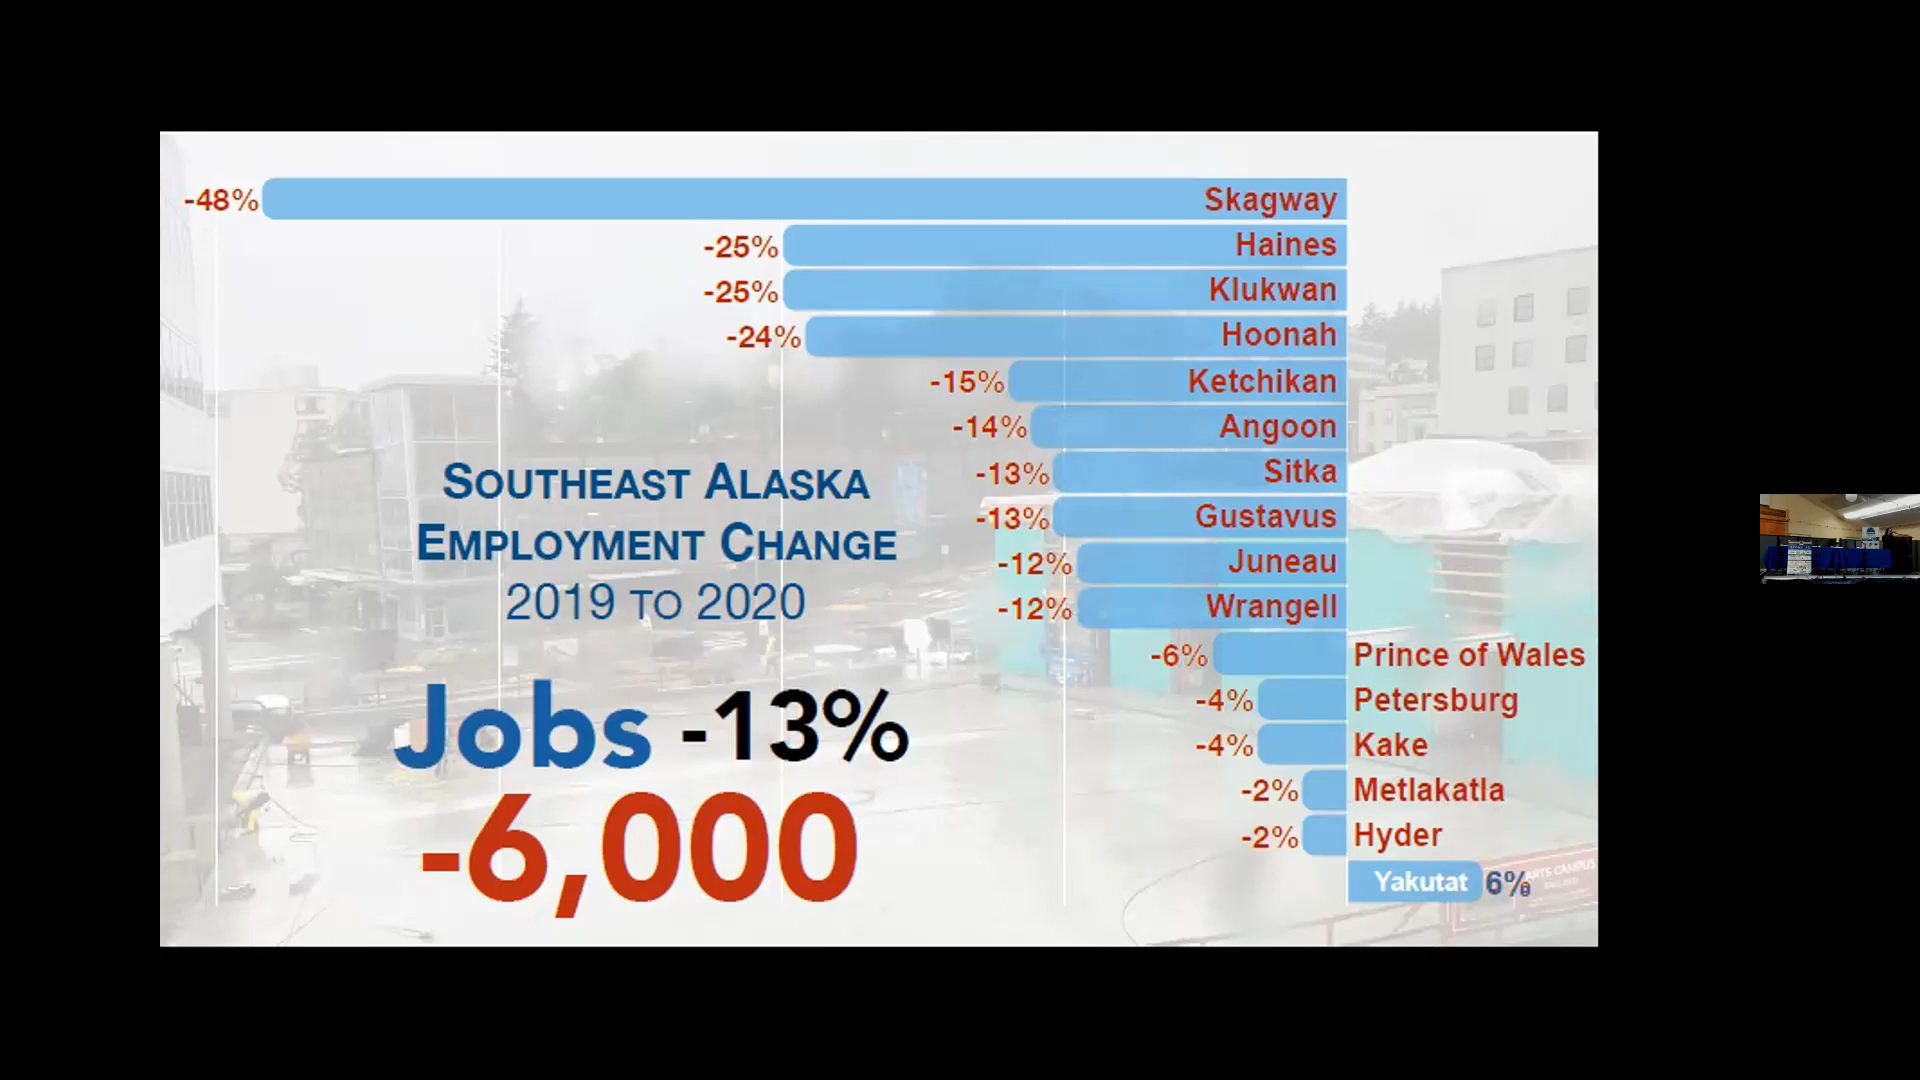 -48% Skagway
-25% Haines
-25% Klukwan
-24% Hoonah
-15% Ketchikan
-14% Angoon
-13% Sitka
-13% Gustavus
-12% Juneau
-12% Wrangell
-6% Prince of Wales
-4% Petersburg
-4% Kake
-2% Metlakatla
-2% Hyder
Yakutat 6%
SOUTHEAST ALASKA
EMPLOYMENT CHANGE
2019 TO 2020
Jobs -13%
-6,000
ARTS CAMPUS